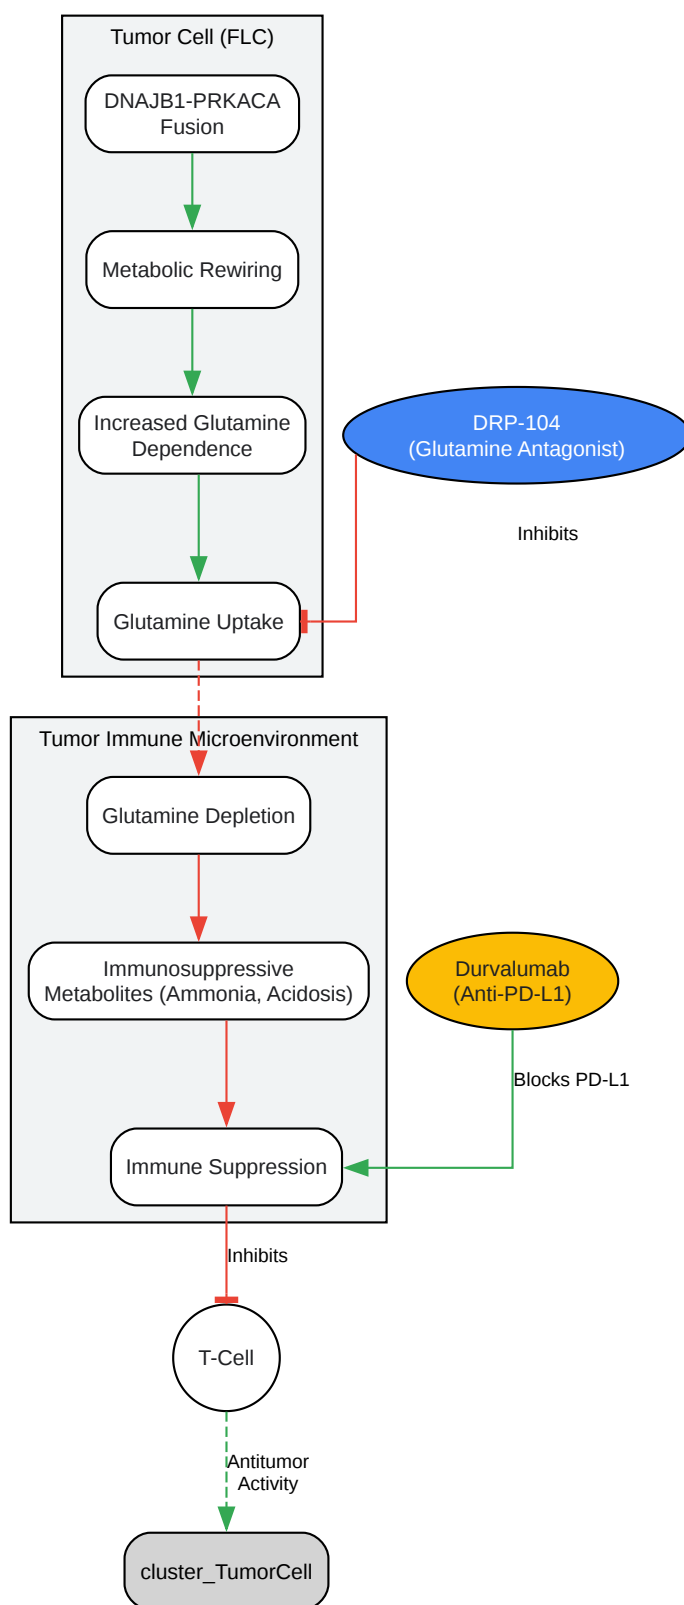 Tumor Cell (FLC)
DNAJB1-PRKACA
Fusion
Metabolic Rewiring
Increased Glutamine
Dependence
DRP-104
(Glutamine Antagonist)
Inhibits
Glutamine Uptake
Tumor Immune Microenvironment
Glutamine Depletion
Immunosuppressive
Metabolites (Ammonia, Acidosis)
Durvalumab
(Anti-PD-L1)
Blocks PD-L1
Immune Suppression
Inhibits
T-Cell
Antitumor
Activity
cluster_TumorCell